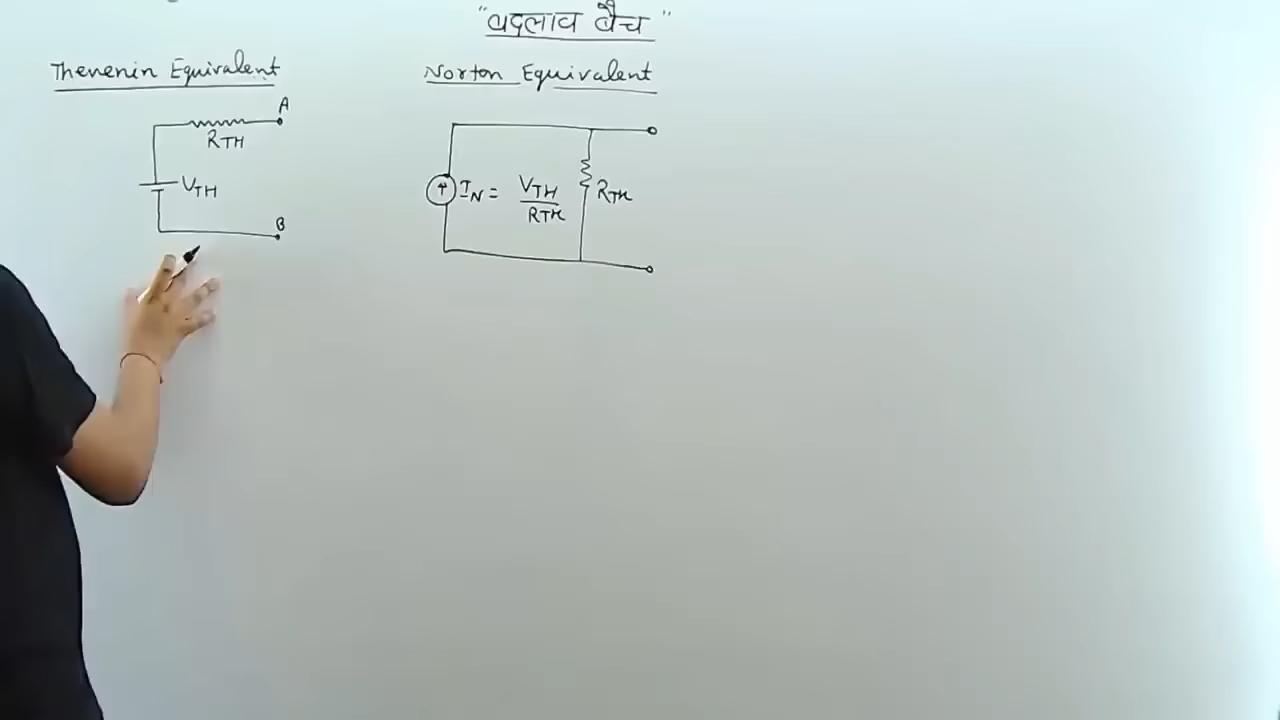 "बदलाव बैच"
Thevenin Equivalent
A
RTH
VTH
B
Norton Equivalent
IN = VTH
RTH
RTH